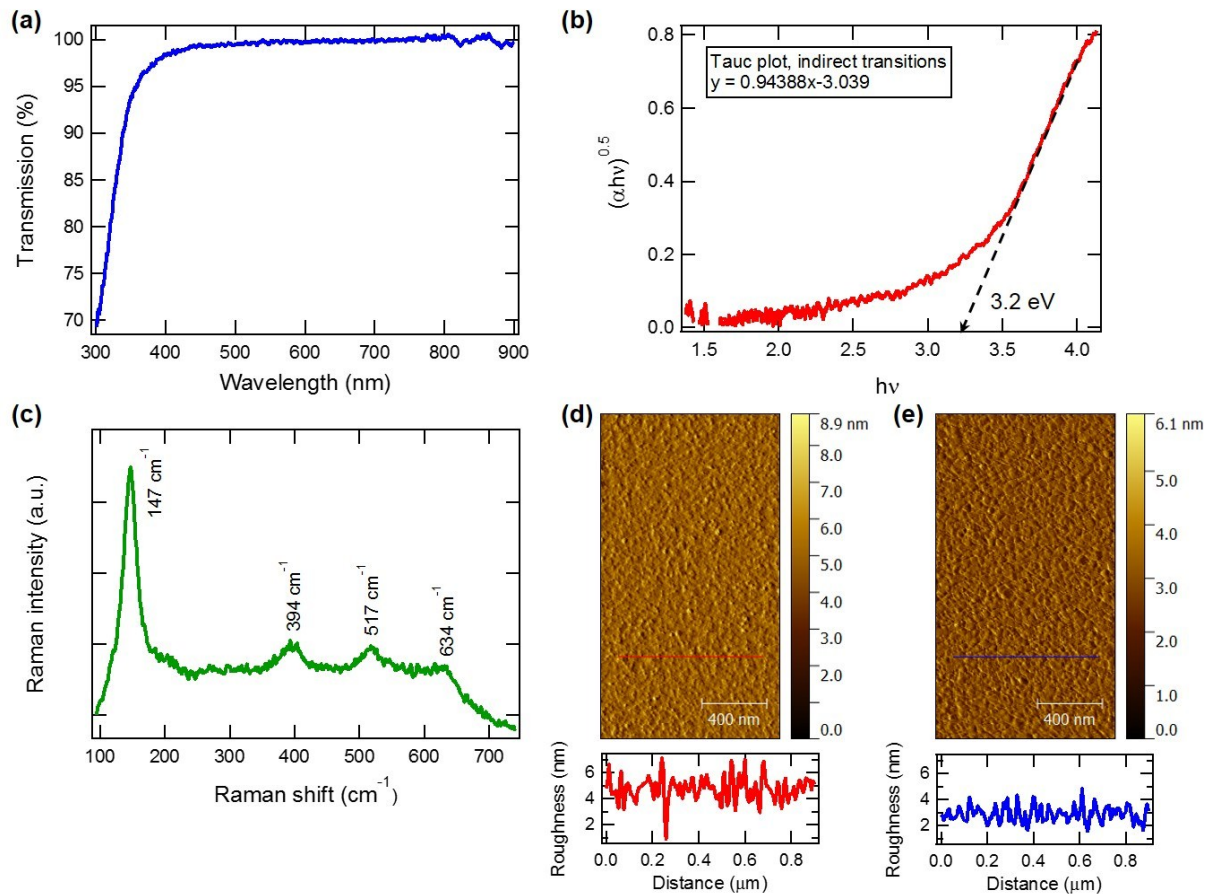 (a)
100
95
90
85
80
75
70
Transmission (%)
300 400 500 600 700 800 900
Wavelength (nm)
(b)
Tauc plot, indirect transitions
y = 0.94388x-3.039
0.8
0.6
0.4
0.2
0.0
(αhν)^0.5
3.2 eV
1.5 2.0 2.5 3.0 3.5 4.0
hν
(c)
Raman intensity (a.u.)
147 cm⁻¹
394 cm⁻¹
517 cm⁻¹
634 cm⁻¹
100 200 300 400 500 600 700
Raman shift (cm⁻¹)
(d)
8.9 nm
8.0
7.0
6.0
5.0
4.0
3.0
2.0
1.0
0.0
400 nm
Roughness (nm)
6
4
2
0.0 0.2 0.4 0.6 0.8
Distance (μm)
(e)
6.1 nm
5.0
4.0
3.0
2.0
1.0
0.0
400 nm
Roughness (nm)
6
4
2
0.0 0.2 0.4 0.6 0.8
Distance (μm)